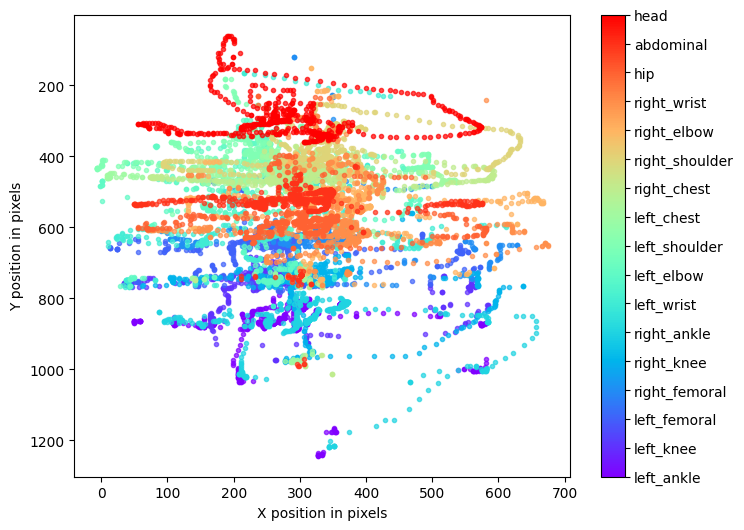 200
400
600
800
1000
1200
Y position in pixels
0 100 200 300 400 500 600 700
X position in pixels
head
abdominal
hip
right_wrist
right_elbow
right_shoulder
right_chest
left_chest
left_shoulder
left_elbow
left_wrist
right_ankle
right_knee
right_femoral
left_femoral
left_knee
left_ankle